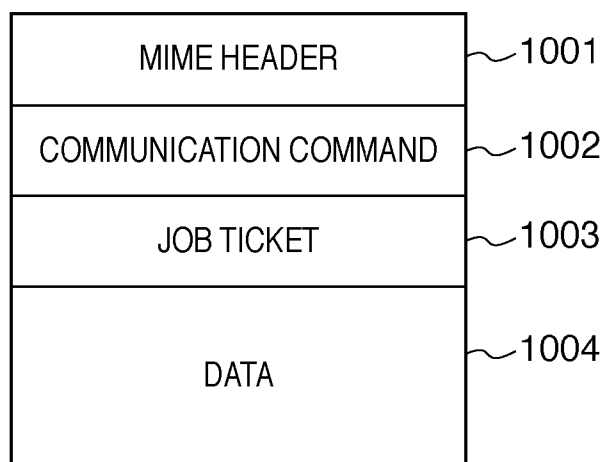 MIME HEADER 1001
COMMUNICATION COMMAND 1002
JOB TICKET 1003
DATA 1004